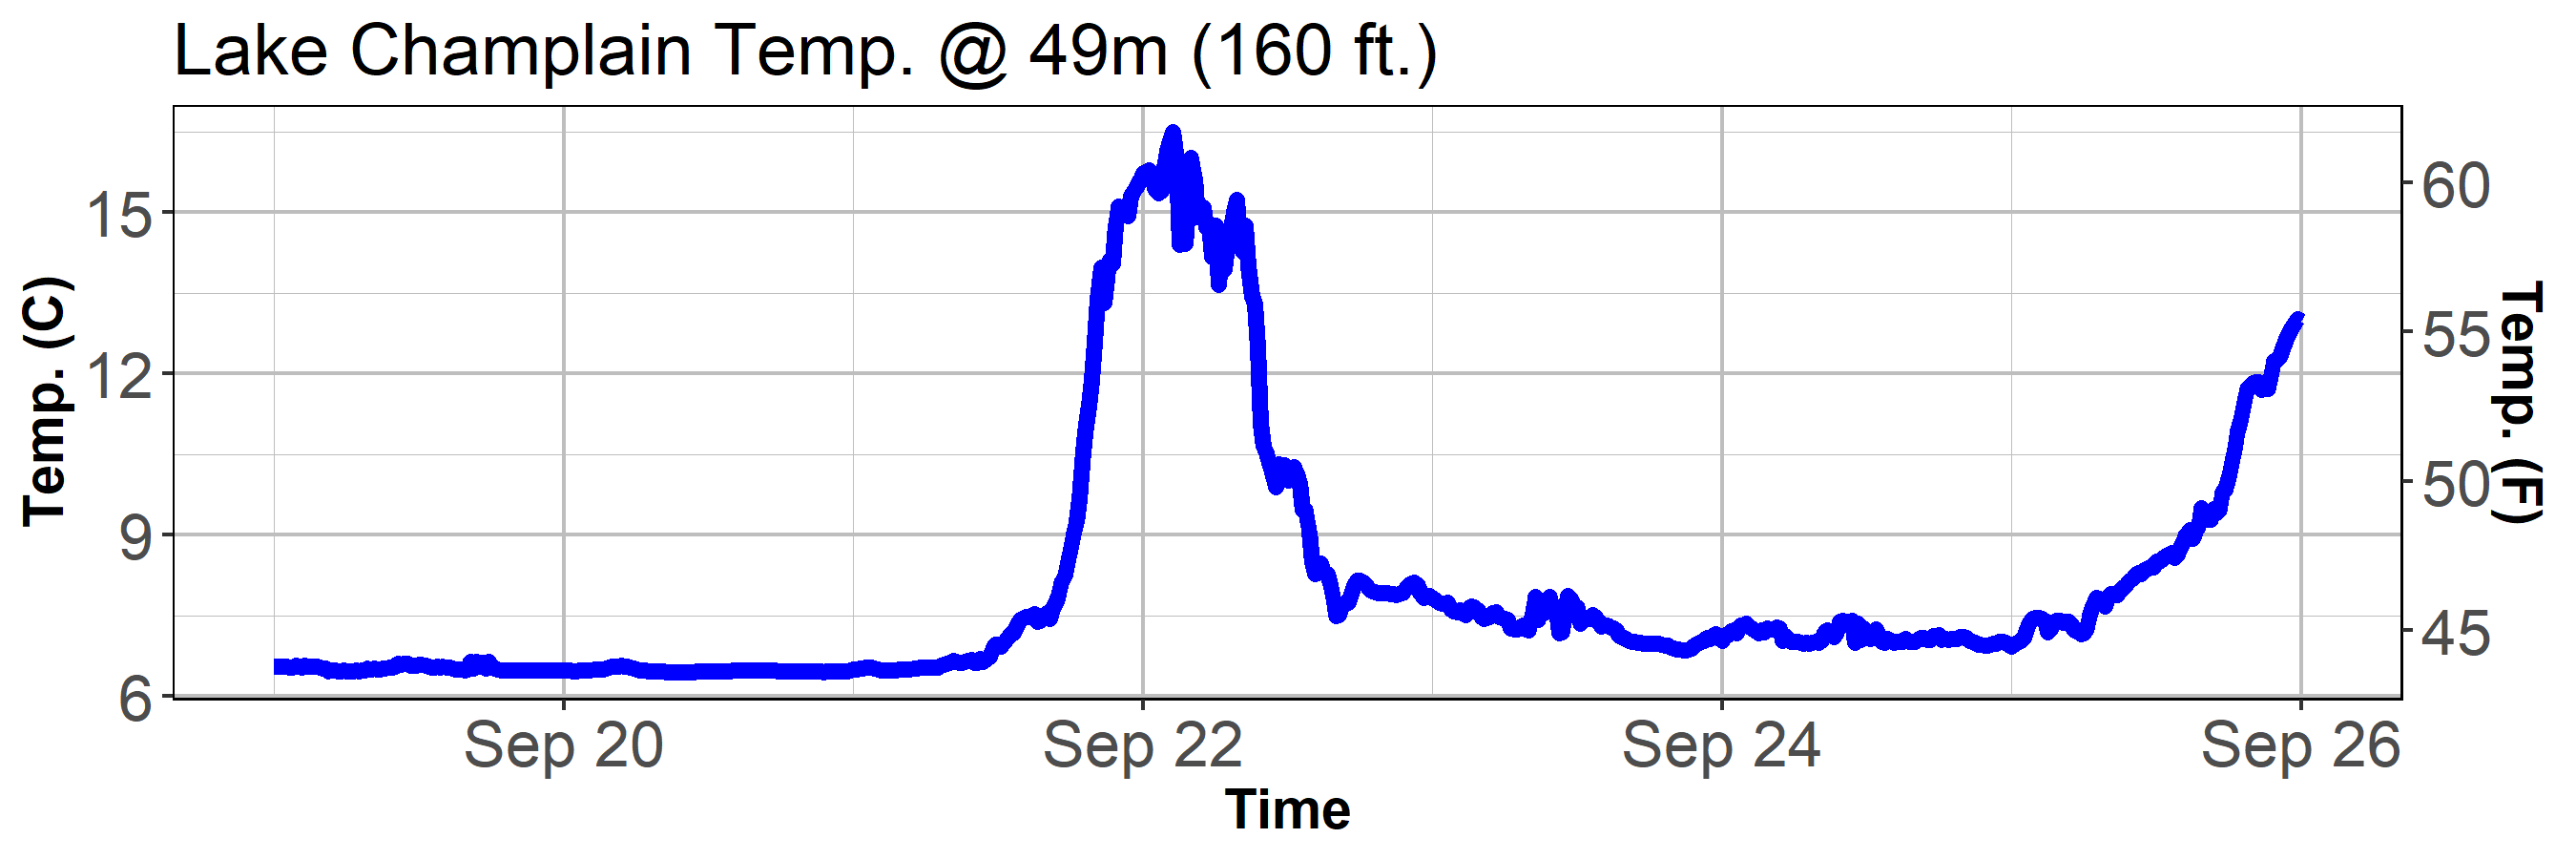 Lake Champlain Temp. @ 49m (160 ft.)
Temp. (C)
15
12
9
6
60
55
50
45
Temp. (F)
Sep 20 Sep 22 Sep 24 Sep 26
Time